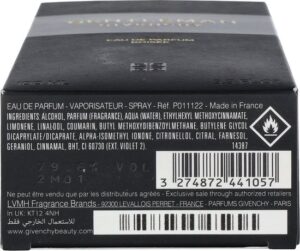 GENTLEMAN
EAU DE PARFUM
EAU DE PARFUM - VAPORISATEUR - SPRAY - Réf. P011122 - Made in France
INGREDIENTS: ALCOHOL, PARFUM (FRAGRANCE), AQUA (WATER), ETHYLHEXYL METHOXYCINNAMATE,
LIMONENE, LINALOOL, COUMARIN, BUTYL METHOXYDIBENZOYLMETHANE, BUTYLENE GLYCOL
DICAPRYLATE/DICAPRATE, ALPHA-ISOMETHYL IONONE, CITRONELLOL, CITRAL, FARNESOL,
GERANIOL, CINNAMAL, BHT, CI 60730 (EXT. VIOLET 2).
14387
VOL
3 274872 441057
Ne peut être vendu que par les distributeurs agréés - Exclusive sale through authorized retailers
LVMH Fragrance Brands - 92300 LEVALLOIS PERRET - FRANCE - PARFUMS GIVENCHY - PARIS
IN - UK: KT12 4NH
www.givenchybeauty.com